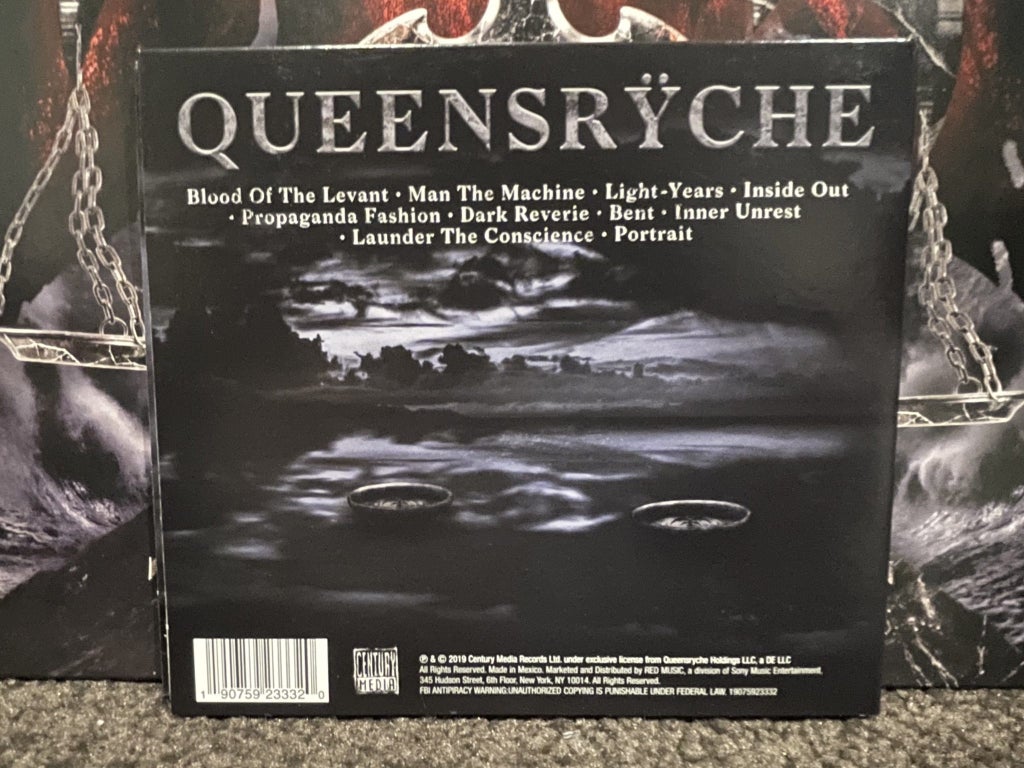 QUEENSRŸCHE
Blood Of The Levant · Man The Machine · Light-Years · Inside Out
· Propaganda Fashion · Dark Reverie · Bent · Inner Unrest
· Launder The Conscience · Portrait
1 90759 23332 0
CENTURY
MEDIA
℗ & © 2019 Century Media Records Ltd. under exclusive license from Queensryche Holdings LLC, a DE LLC
All Rights Reserved. Made in Mexico. Marketed and Distributed by RED MUSIC, a division of Sony Music Entertainment,
345 Hudson Street, 6th Floor, New York, NY 10014. All Rights Reserved.
FBI ANTIPIRACY WARNING:UNAUTHORIZED COPYING IS PUNISHABLE UNDER FEDERAL LAW. 19075923332